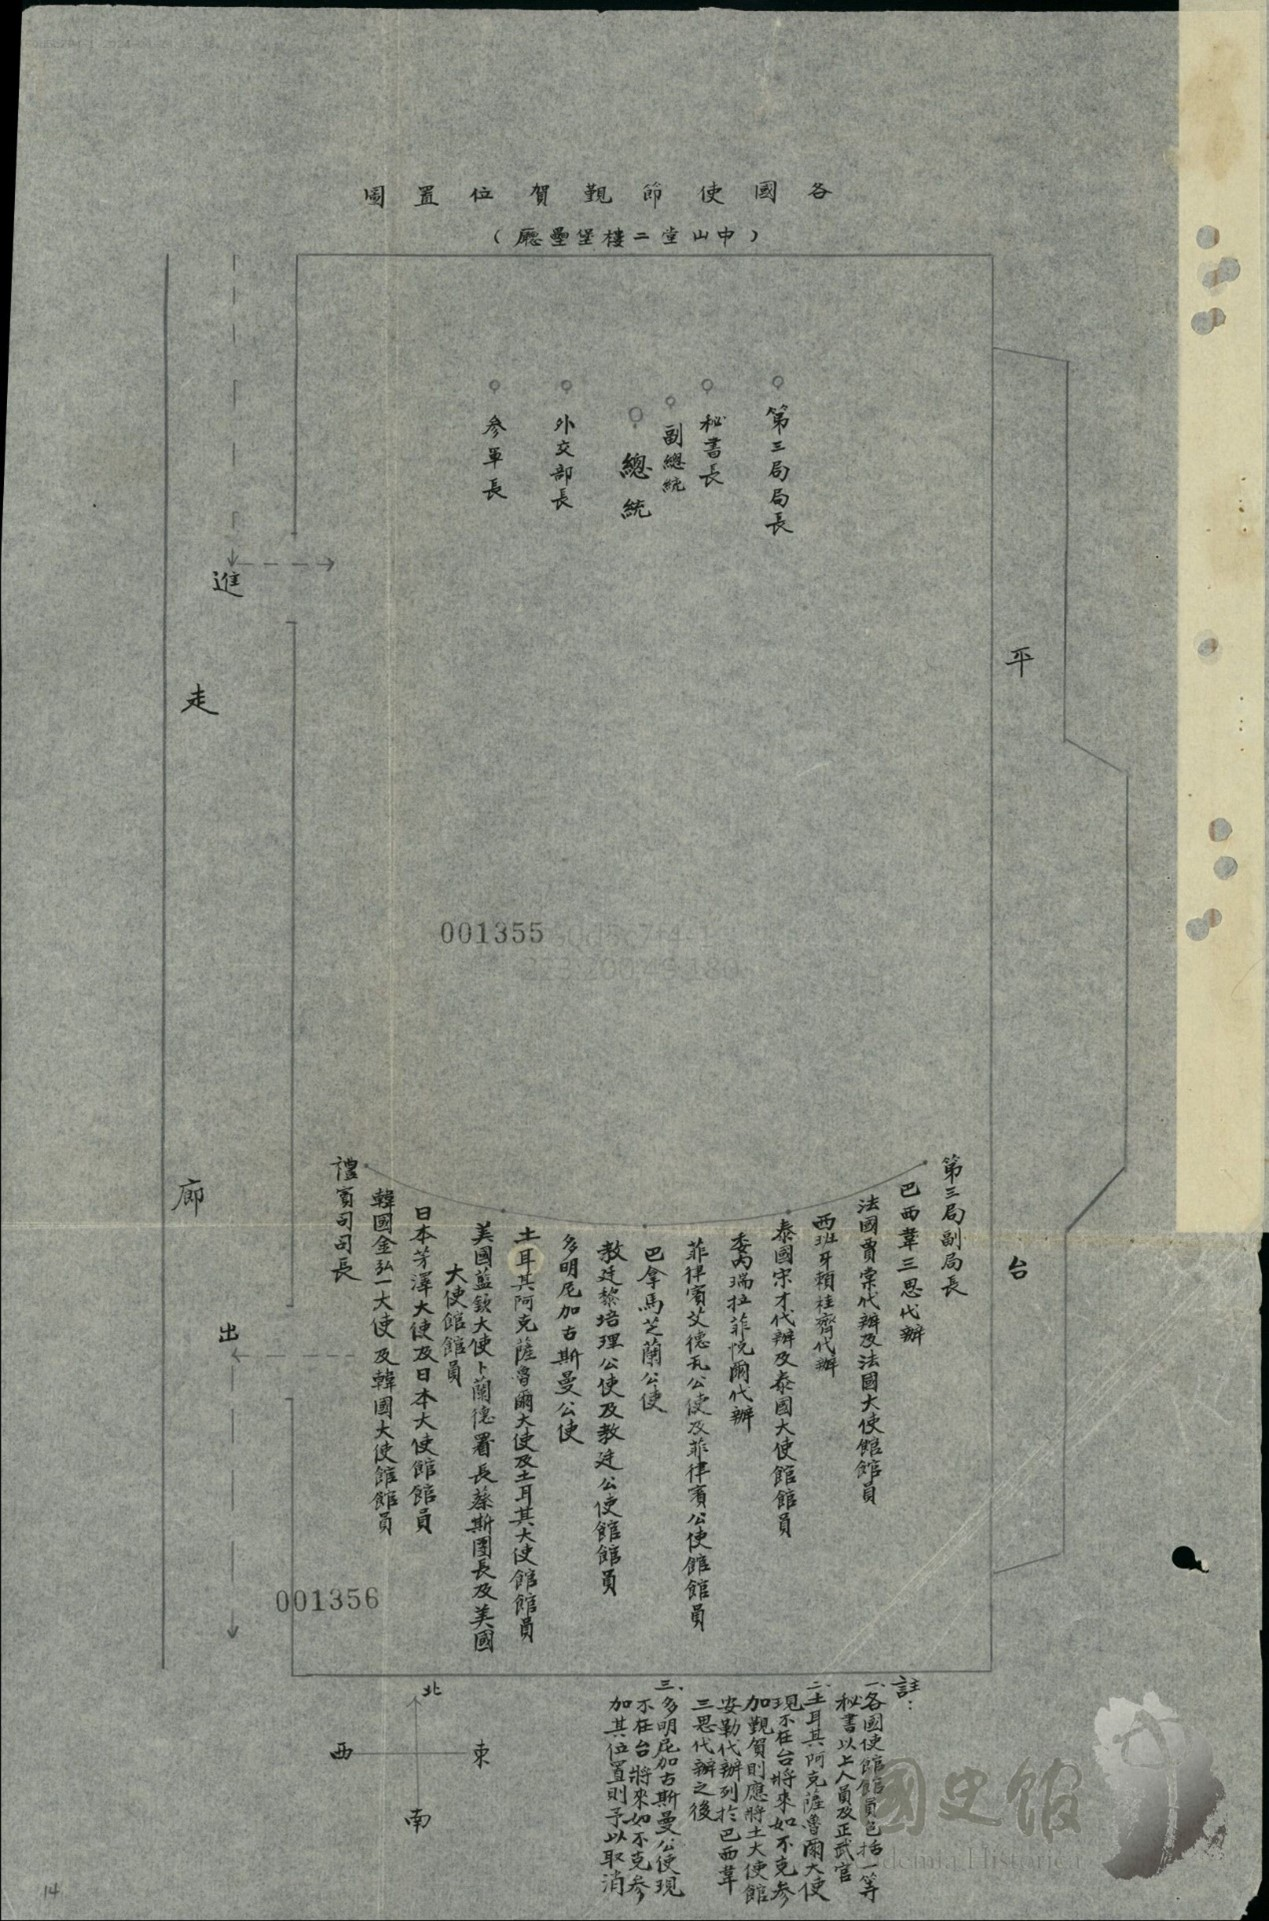 各國使節覲賀位置圖
（中山堂二樓堡壘廳）
第三局局長
秘書長
副總統
總統
外交部長
參軍長
進
走廊
出
平台
001355
001356
第三局副局長
巴西韋三思代辦
法國賈棠代辦及法國大使館館員
西班牙賴桂齊代辦
泰國宋才代辦及泰國大使館館員
委內瑞拉菲悅爾代辦
菲律賓艾德瓦公使及菲律賓公使館館員
巴拿馬芝蘭公使
教廷黎培理公使及教廷公使館館員
多明尼加古斯曼公使
土耳其阿克薩魯爾大使及土耳其大使館館員
美國藍欽大使卜蘭德署長蔡斯團長及美國
大使館館員
日本芳澤大使及日本大使館館員
韓國金弘一大使及韓國大使館館員
禮賓司司長
北
西
東
南
註：
一、各國使館館員包括一等
秘書以上人員及正武官
二、土耳其阿克薩魯爾大使
現不在台將來如不克參
加覲賀則應將土大使館
安勒代辦列於巴西韋
三思代辦之後
三、多明尼加古斯曼公使現
不在台將來如不克參
加其位置則予以取消
國史館
Academia Historica
14